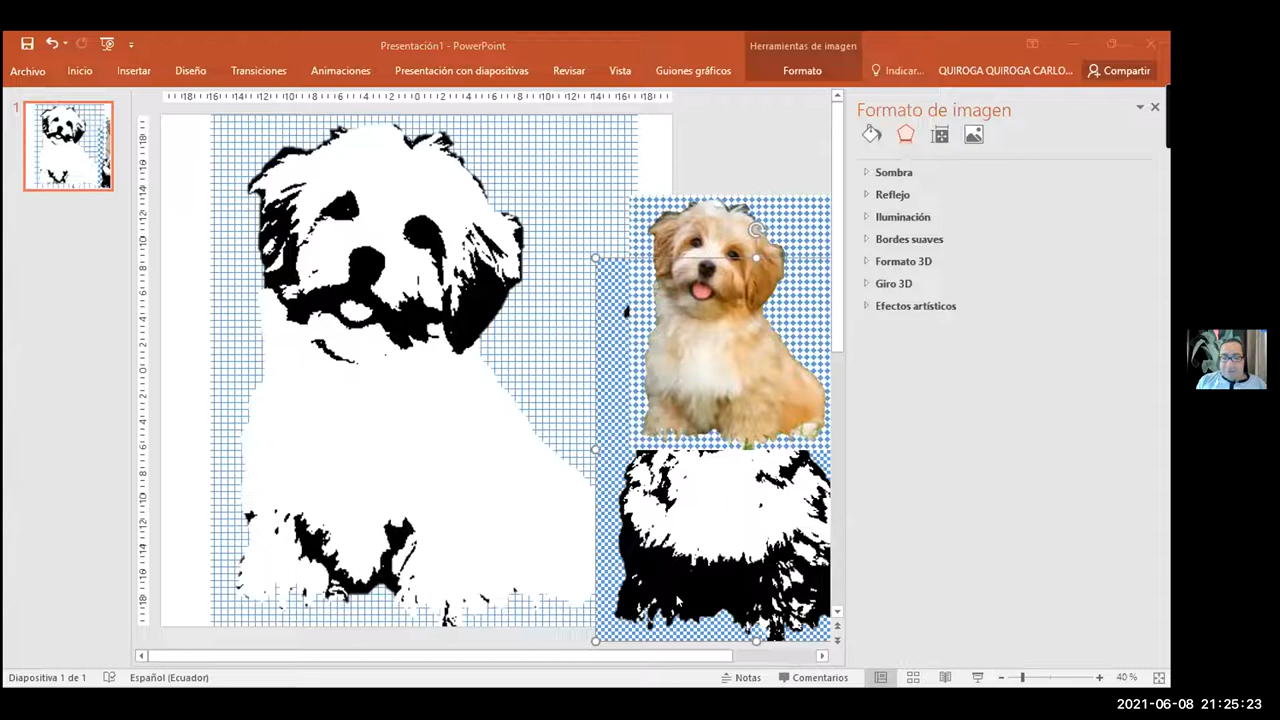 Presentación1 - PowerPoint
Herramientas de imagen
Archivo Inicio Insertar Diseño Transiciones Animaciones Presentación con diapositivas Revisar Vista Guiones gráficos Formato Indicar... QUIROGA QUIROGA CARLO... Compartir
1
Formato de imagen
Sombra
Reflejo
Iluminación
Bordes suaves
Formato 3D
Giro 3D
Efectos artísticos
Diapositiva 1 de 1 Español (Ecuador) Notas Comentarios 40 %
2021-06-08 21:25:23